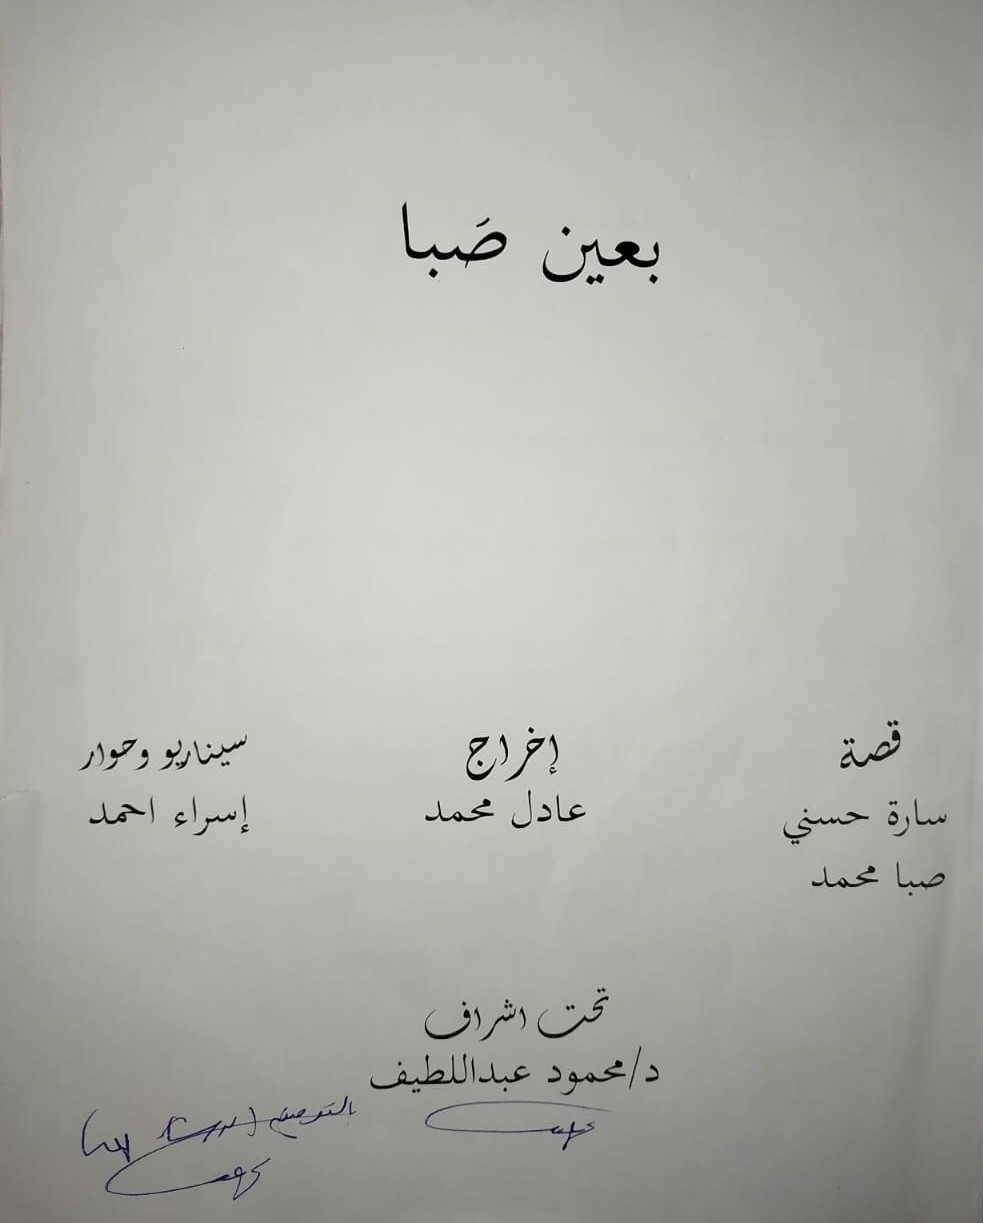 بعين صَبا
قصة
سارة حسني
صبا محمد
إخراج
عادل محمد
سيناريو وحوار
إسراء احمد
تحت اشراف
د/محمود عبداللطيف